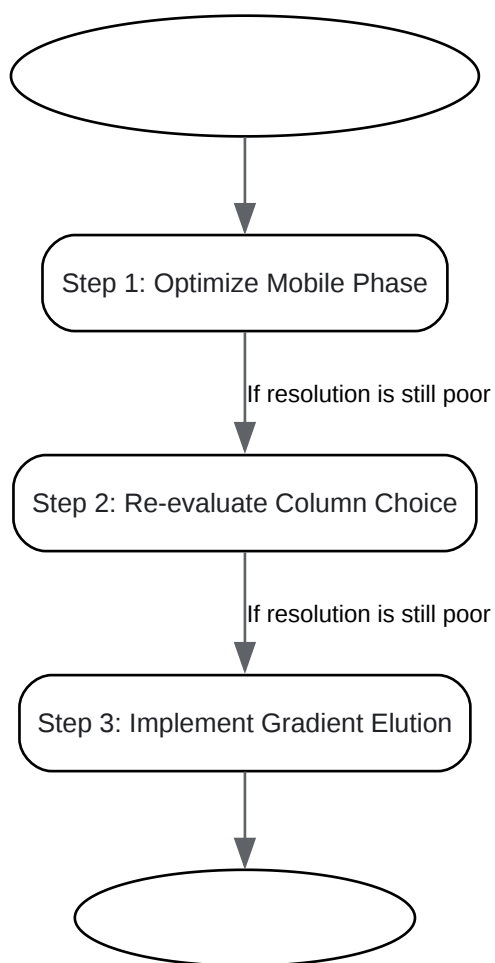 Step 1: Optimize Mobile Phase
If resolution is still poor
Step 2: Re-evaluate Column Choice
If resolution is still poor
Step 3: Implement Gradient Elution